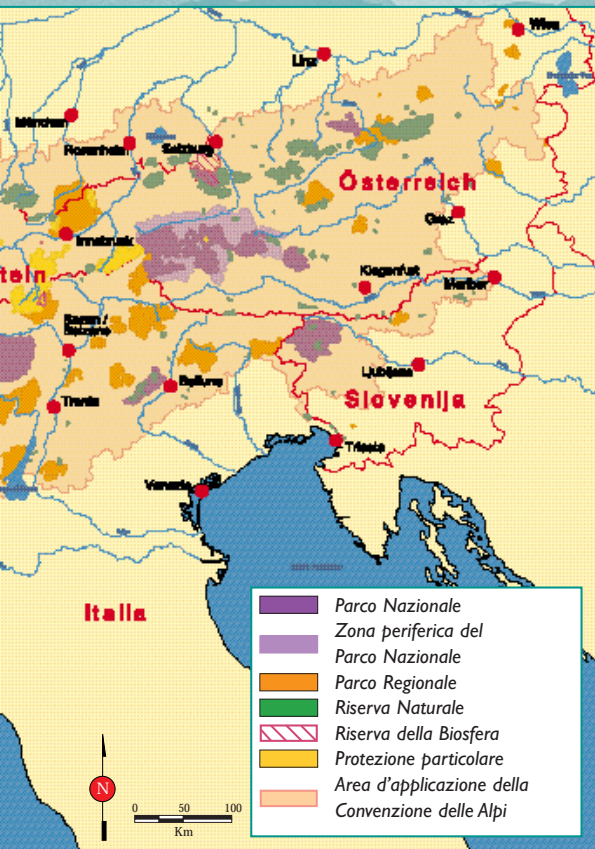 Wien
Linz
München
Rosenheim
Salzburg
Österreich
Innsbruck
Graz
tein
Klagenfurt
Maribor
Bozen /
Bolzano
Ljubljana
Belluno
Slovenija
Trento
Trieste
Venezia
Italia
Parco Nazionale
Zona periferica del
Parco Nazionale
Parco Regionale
Riserva Naturale
Riserva della Biosfera
Protezione particolare
Area d'applicazione della
Convenzione delle Alpi
N
0 50 100
Km